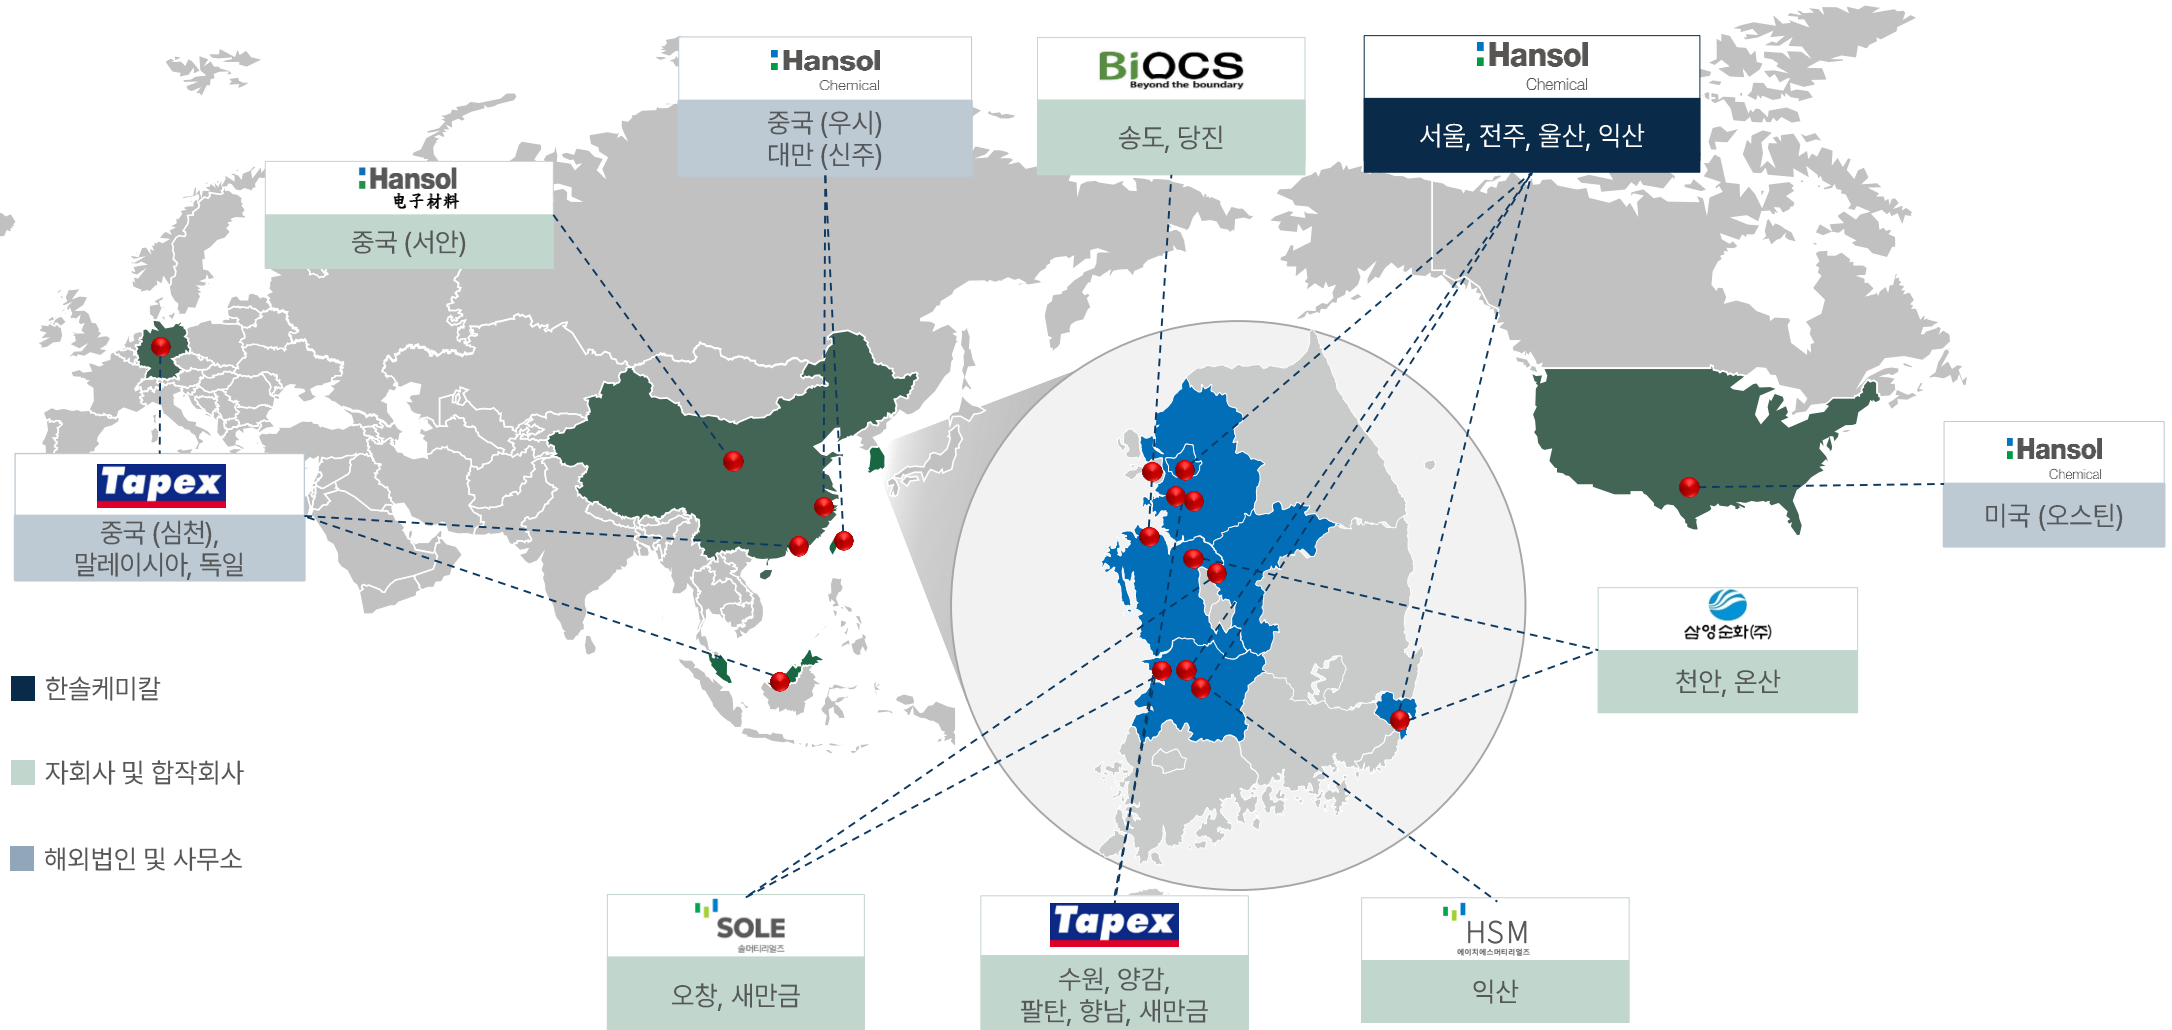 Hansol
Chemical
중국 (우시)
대만 (신주)
BiOCS
Beyond the boundary
송도, 당진
Hansol
Chemical
서울, 전주, 울산, 익산
Hansol
电子材料
중국 (서안)
Tapex
중국 (심천),
말레이시아, 독일
Hansol
Chemical
미국 (오스틴)
삼영순화(주)
천안, 온산
한솔케미칼
자회사 및 합작회사
해외법인 및 사무소
SOLE
솔머티리얼즈
오창, 새만금
Tapex
수원, 양감,
팔탄, 향남, 새만금
HSM
에이치에스머티리얼즈
익산